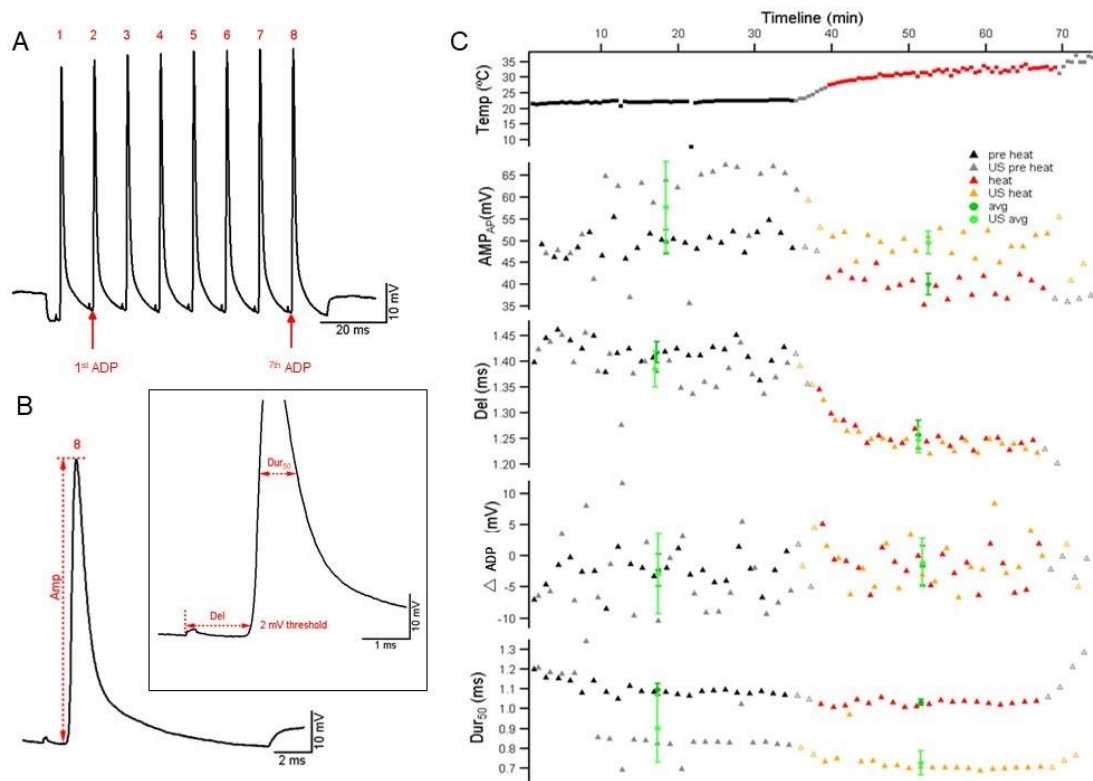 A
1 2 3 4 5 6 7 8
10 mV
20 ms
1st ADP
7th ADP
B
8
Amp
10 mV
2 ms
Dur50
Del
2 mV threshold
10 mV
1 ms
C
Timeline (min)
10 20 30 40 50 60 70
Temp (ºC)
35
30
25
20
15
10
pre heat
US pre heat
heat
US heat
avg
US avg
AMPAP(mV)
65
60
55
50
45
40
35
Del (ms)
1.45
1.40
1.35
1.30
1.25
1.20
△ ADP (mV)
10
5
0
-5
-10
Dur50 (ms)
1.3
1.2
1.1
1.0
0.9
0.8
0.7